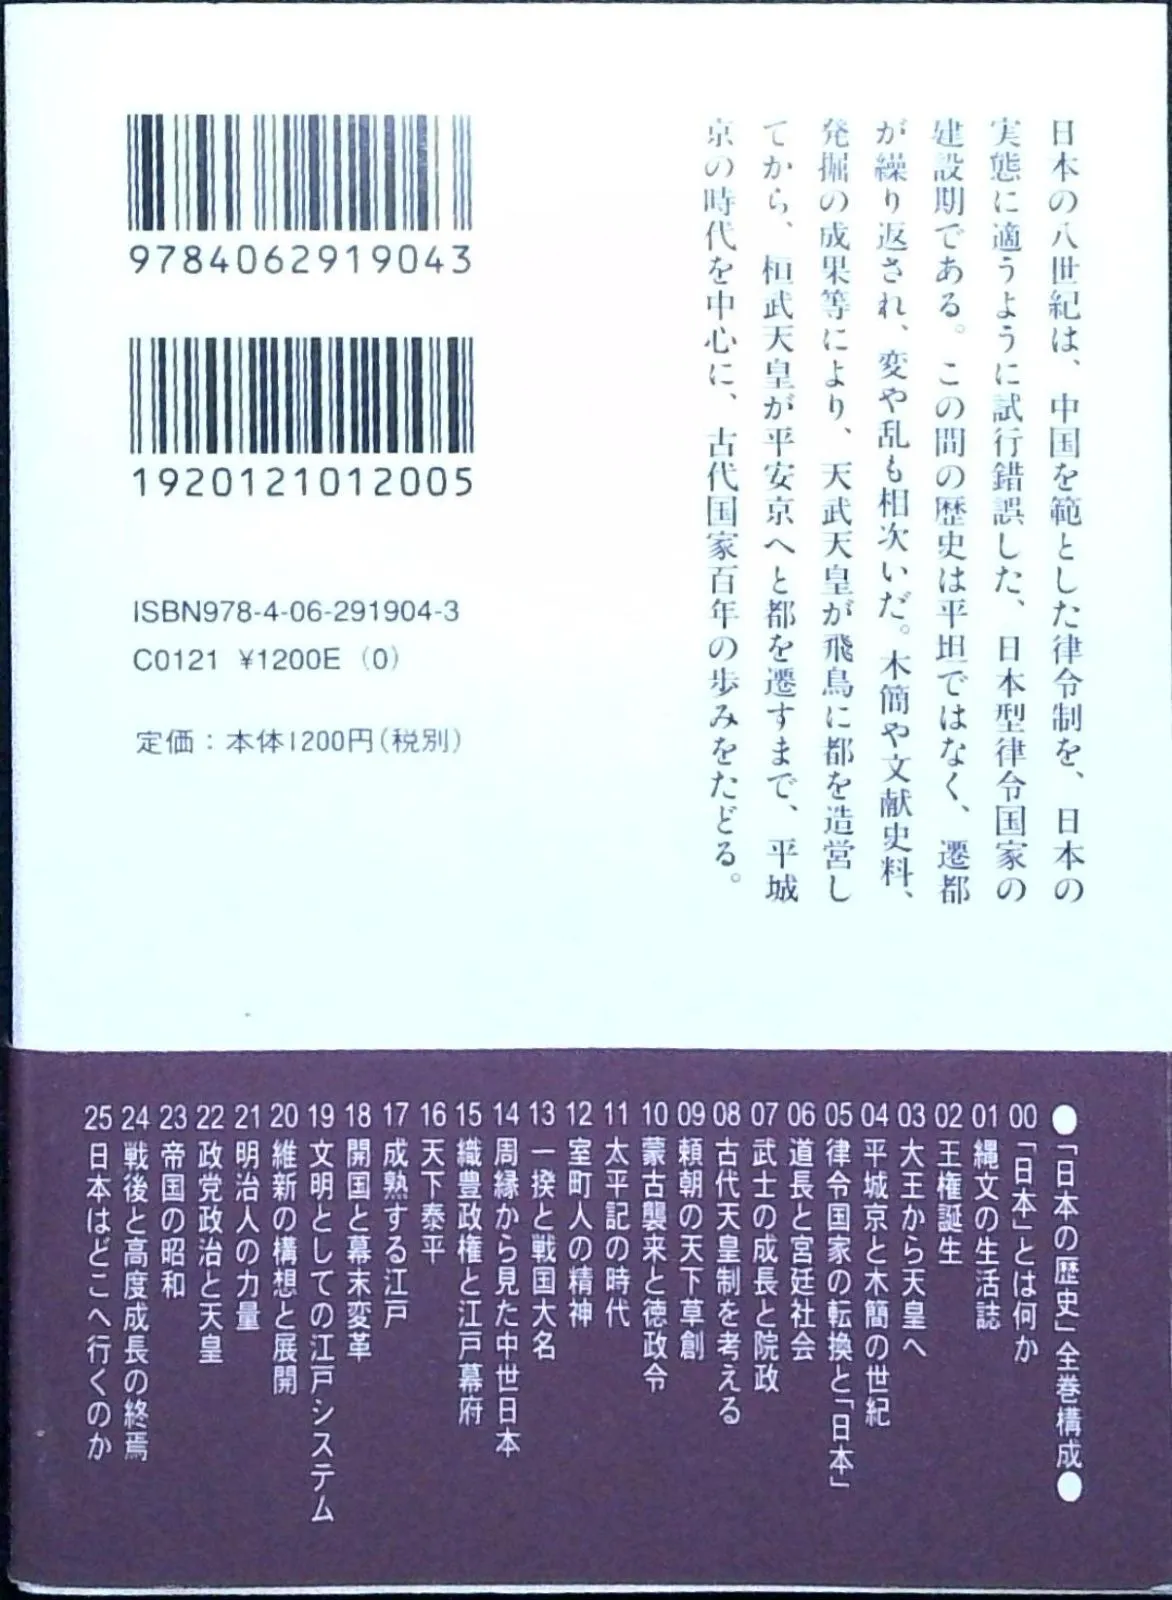 日本の八世紀は、中国を範とした律令制を、日本の
実態に適うように試行錯誤した、日本型律令国家の
建設期である。この間の歴史は平坦ではなく、遷都
が繰り返され、変や乱も相次いだ。木簡や文献史料、
発掘の成果等により、天武天皇が飛鳥に都を造営し
てから、桓武天皇が平安京へと都を遷すまで、平城
京の時代を中心に、古代国家百年の歩みをたどる。
9784062919043
1920121012005
ISBN978-4-06-291904-3
C0121 ¥1200E (0)
定価：本体1200円（税別）
●「日本の歴史」全巻構成●
00「日本」とは何か
01 縄文の生活誌
02 王権誕生
03 大王から天皇へ
04 平城京と木簡の世紀
05 律令国家の転換と「日本」
06 道長と宮廷社会
07 武士の成長と院政
08 古代天皇制を考える
09 頼朝の天下草創
10 蒙古襲来と徳政令
11 太平記の時代
12 室町人の精神
13 一揆と戦国大名
14 周縁から見た中世日本
15 織豊政権と江戸幕府
16 天下泰平
17 成熟する江戸
18 開国と幕末変革
19 文明としての江戸システム
20 維新の構想と展開
21 明治人の力量
22 政党政治と天皇
23 帝国の昭和
24 戦後と高度成長の終焉
25 日本はどこへ行くのか